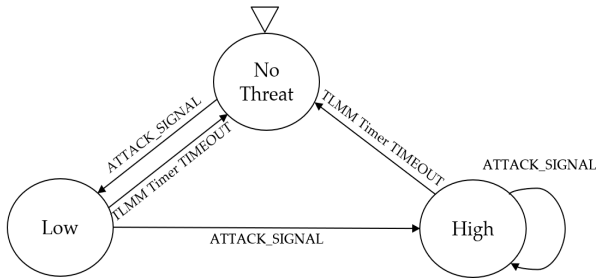 No
Threat
ATTACK_SIGNAL
TLMM Timer TIMEOUT
TLMM Timer TIMEOUT
ATTACK_SIGNAL
Low
High
ATTACK_SIGNAL